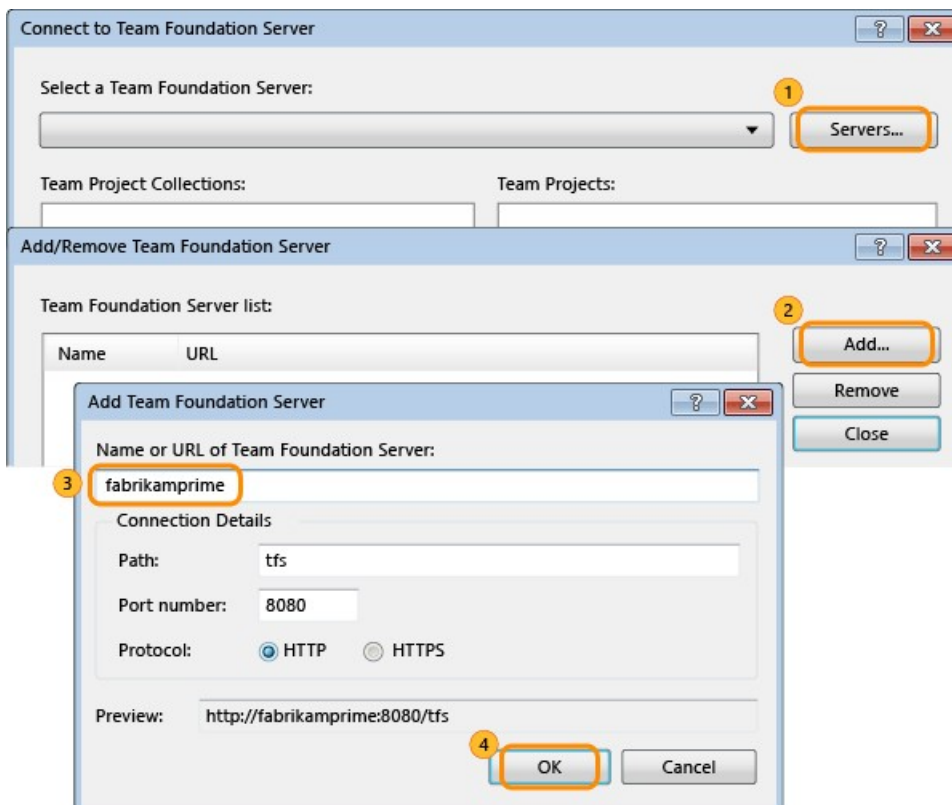 Connect to Team Foundation Server
Select a Team Foundation Server:
1
Servers...
Team Project Collections: Team Projects:
Add/Remove Team Foundation Server
Team Foundation Server list:
2
Name URL
Add...
Remove
Close
Add Team Foundation Server
Name or URL of Team Foundation Server:
3 fabrikamprime
Connection Details
Path: tfs
Port number: 8080
Protocol: HTTP HTTPS
Preview: http://fabrikamprime:8080/tfs
4
OK Cancel